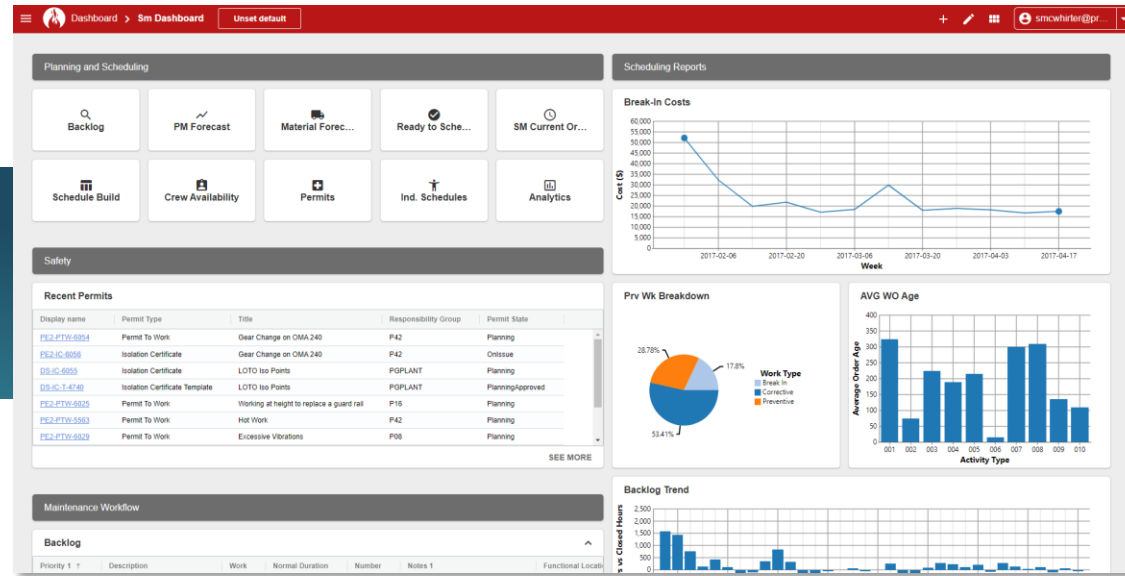 Dashboard > Sm Dashboard Unset default
smcwhirter@pr...
Planning and Scheduling
Backlog
PM Forecast
Material Forec...
Ready to Sche...
SM Current Or...
Schedule Build
Crew Availability
Permits
Ind. Schedules
Analytics
Safety
Recent Permits
Display name Permit Type Title Responsibility Group Permit State
PE2-PTW-6054 Permit To Work Gear Change on OMA 240 P42 Planning
PE2-IC-6056 Isolation Certificate Gear Change on OMA 240 P42 OnIssue
DS-IC-6055 Isolation Certificate LOTO Iso Points PGPLANT Planning
DS-IC-T-4740 Isolation Certificate Template LOTO Iso Points PGPLANT PlanningApproved
PE2-PTW-6025 Permit To Work Working at height to replace a guard rail P16 Planning
PE2-PTW-5563 Permit To Work Hot Work P42 Planning
PE2-PTW-6029 Permit To Work Excessive Vibrations Planning
SEE MORE
Maintenance Workflow
Backlog
Priority 1 ↑ Description Work Normal Duration Number Notes 1 Functional Locati
Scheduling Reports
Break-In Costs
Cost ($)
60,000
55,000
50,000
45,000
40,000
35,000
30,000
25,000
20,000
15,000
10,000
5,000
0
2017-02-06 2017-02-20 2017-03-06 2017-03-20 2017-04-03 2017-04-17
Week
Prv Wk Breakdown
28.78%
17.8%
53.41%
Work Type
Break In
Corrective
Preventive
AVG WO Age
Average Order Age
400
350
300
250
200
150
100
50
0
001 002 003 004 005 006 007 008 009 010
Activity Type
Backlog Trend
s vs Closed Hours
2,500
2,000
1,500
1,000
500
0